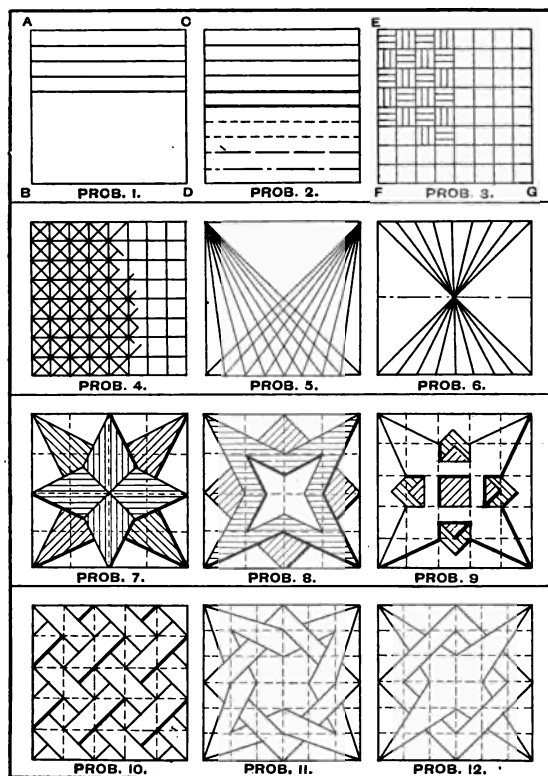 A C E
B PROB. 1. D PROB. 2. F PROB. 3. G
PROB. 4. PROB. 5. PROB. 6.
PROB. 7. PROB. 8. PROB. 9
PROB. 10. PROB. 11. PROB. 12.